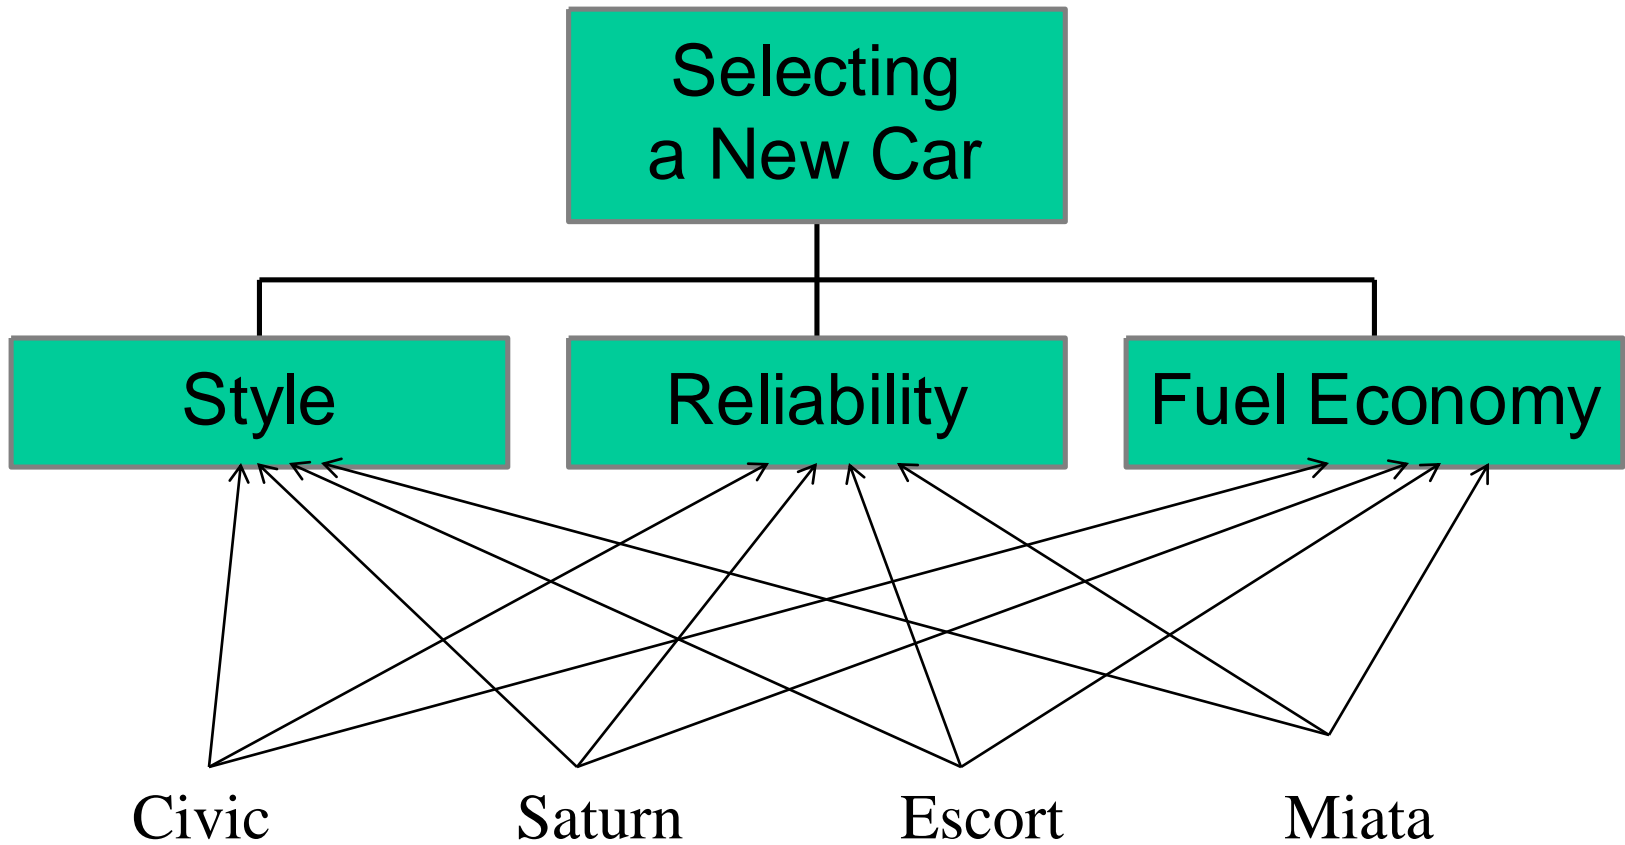 Selecting
a New Car
Style
Reliability
Fuel Economy
Civic
Saturn
Escort
Miata